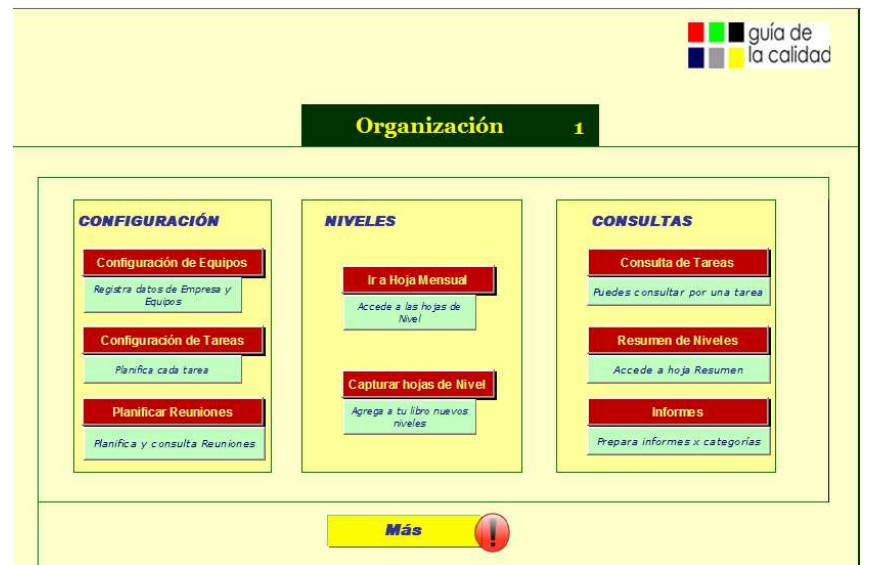 guía de
la calidad
Organización 1
CONFIGURACIÓN
Configuración de Equipos
Registra datos de Empresa y
Equipos
Configuración de Tareas
Planifica cada tarea
Planificar Reuniones
Planifica y consulta Reuniones
NIVELES
Ir a Hoja Mensual
Accede a las hojas de
Nivel
Capturar hojas de Nivel
Agrega a tu libro nuevos
niveles
CONSULTAS
Consulta de Tareas
Puedes consultar por una tarea
Resumen de Niveles
Accede a hoja Resumen
Informes
Prepara informes x categorías
Más
!